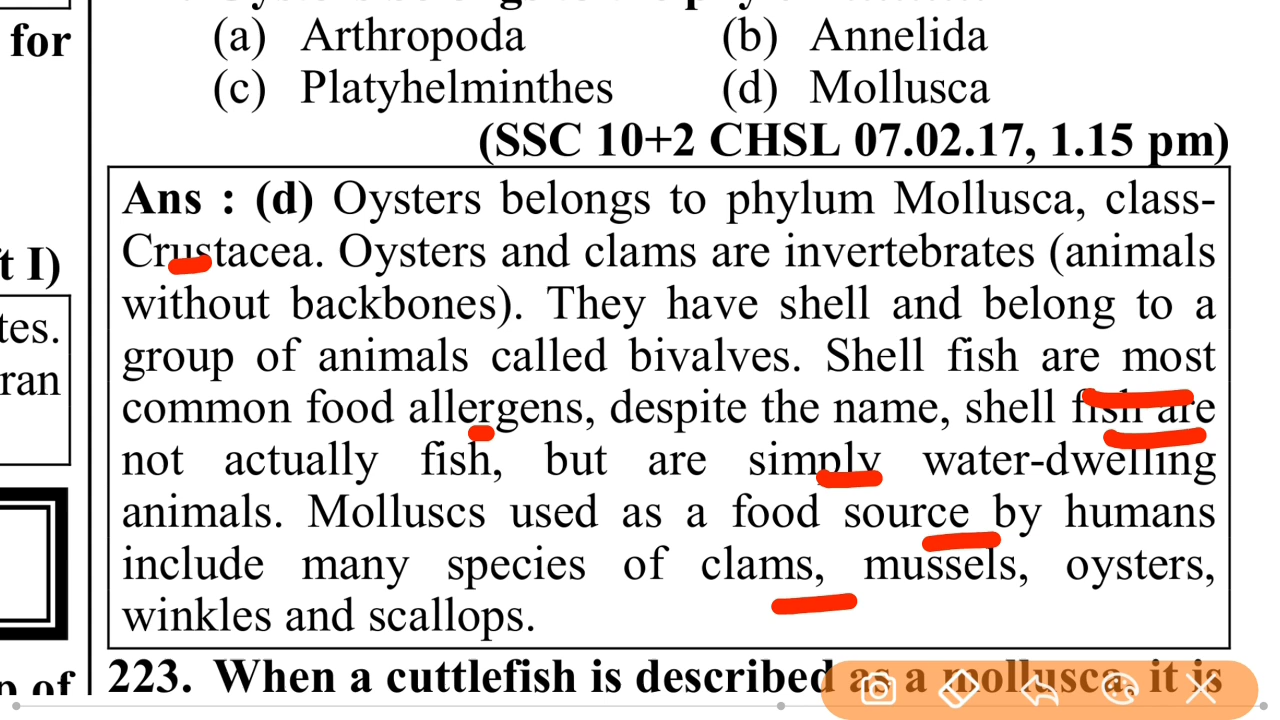 for
(a) Arthropoda (b) Annelida
(c) Platyhelminthes (d) Mollusca
(SSC 10+2 CHSL 07.02.17, 1.15 pm)
Ans : (d) Oysters belongs to phylum Mollusca, class-
Crustacea. Oysters and clams are invertebrates (animals
without backbones). They have shell and belong to a
group of animals called bivalves. Shell fish are most
common food allergens, despite the name, shell fish are
not actually fish, but are simply water-dwelling
animals. Molluscs used as a food source by humans
include many species of clams, mussels, oysters,
winkles and scallops.
223. When a cuttlefish is described as a mollusca, it is
t I)
tes.
ran
of